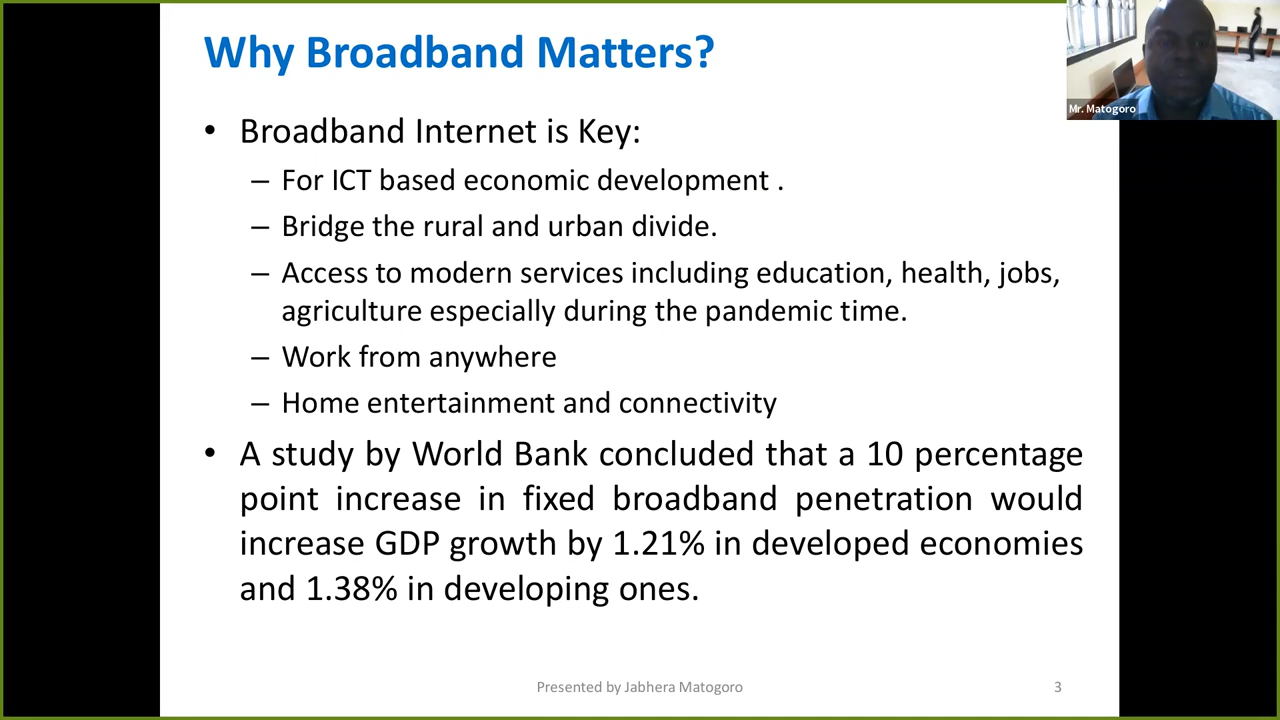 Why Broadband Matters?
Mr. Matogoro
• Broadband Internet is Key:
– For ICT based economic development .
– Bridge the rural and urban divide.
– Access to modern services including education, health, jobs,
agriculture especially during the pandemic time.
– Work from anywhere
– Home entertainment and connectivity
• A study by World Bank concluded that a 10 percentage
point increase in fixed broadband penetration would
increase GDP growth by 1.21% in developed economies
and 1.38% in developing ones.
Presented by Jabhera Matogoro
3